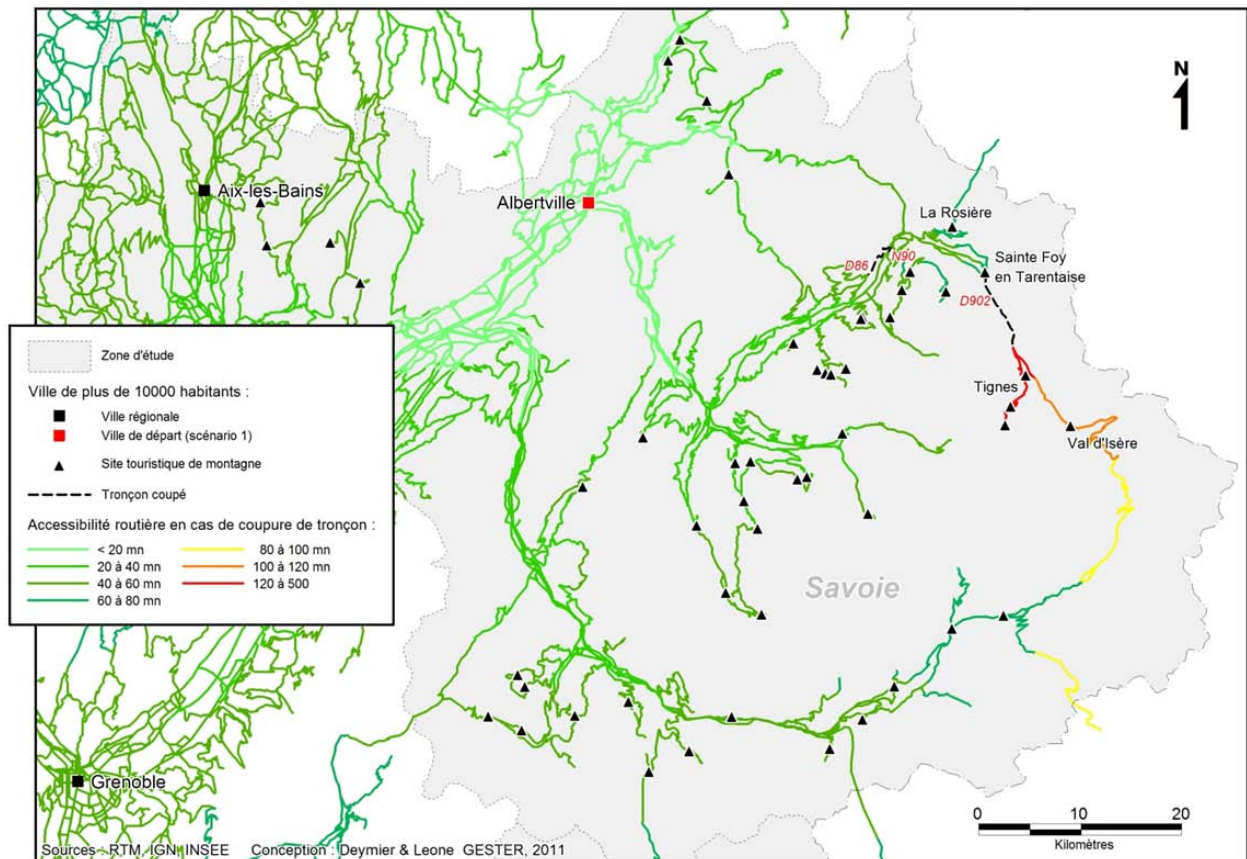 N
Aix-les-Bains
Albertville
La Rosière
D86
N90
Sainte Foy
en Tarentaise
D902
Tignes
Val d'Isère
Savoie
Grenoble
Zone d'étude
Ville de plus de 10000 habitants :
Ville régionale
Ville de départ (scénario 1)
Site touristique de montagne
Tronçon coupé
Accessibilité routière en cas de coupure de tronçon :
< 20 mn
80 à 100 mn
20 à 40 mn
100 à 120 mn
40 à 60 mn
120 à 500
60 à 80 mn
0 10 20
Kilomètres
Sources : RTM, IGN, INSEE Conception : Deymier & Leone GESTER, 2011